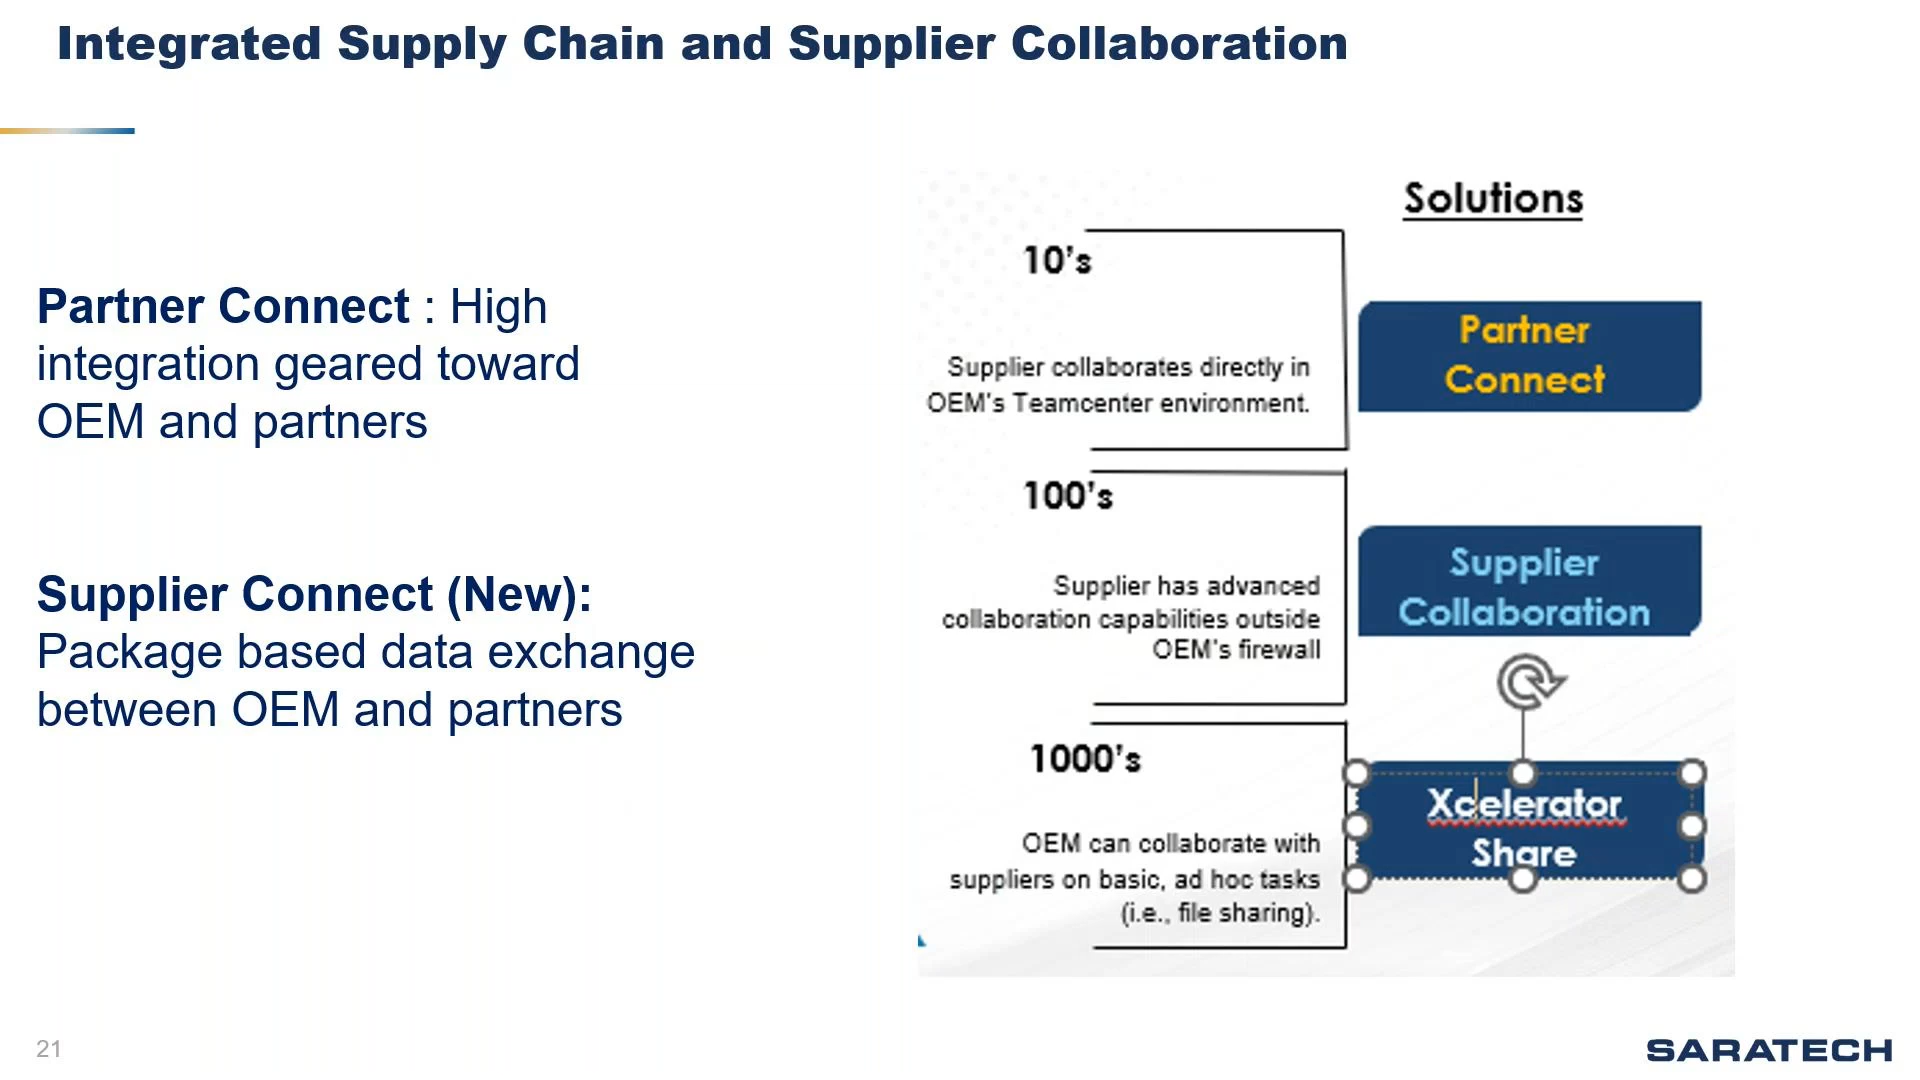 Integrated Supply Chain and Supplier Collaboration
Partner Connect : High
integration geared toward
OEM and partners
Supplier Connect (New):
Package based data exchange
between OEM and partners
Solutions
10's
Supplier collaborates directly in
OEM's Teamcenter environment.
Partner
Connect
100's
Supplier has advanced
collaboration capabilities outside
OEM's firewall
Supplier
Collaboration
1000's
OEM can collaborate with
suppliers on basic, ad hoc tasks
(i.e., file sharing).
Xcelerator
Share
21
SARATECH